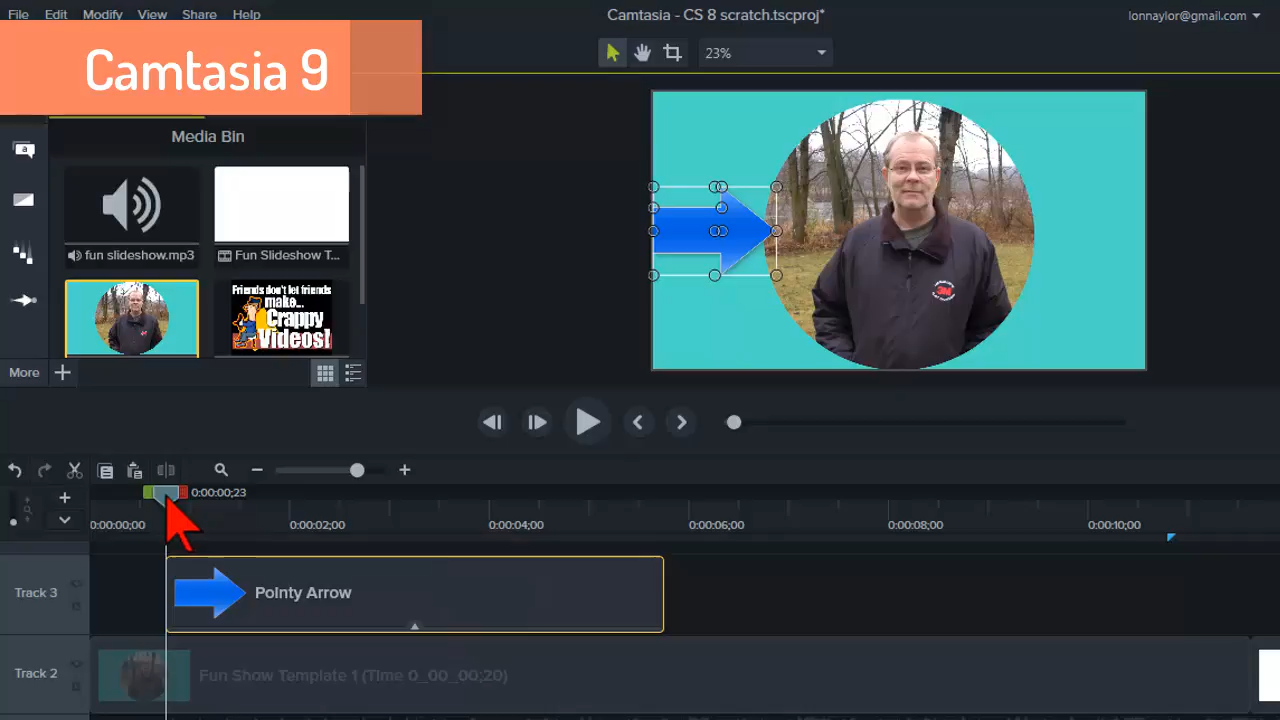 File Edit Modify View Share Help
Camtasia - CS 8 scratch.tscproj*
lonnaylor@gmail.com
Camtasia 9
23%
Media Bin
a
fun slideshow.mp3
Fun Slideshow T...
Friends don't let friends
make...
Crappy
Videos!
3M
More
0:00:00;23
0:00:00;00 0:00:02;00 0:00:04;00 0:00:06;00 0:00:08;00 0:00:10;00
Track 3
Pointy Arrow
Track 2
Fun Show Template 1 (Time 0_00_00;20)